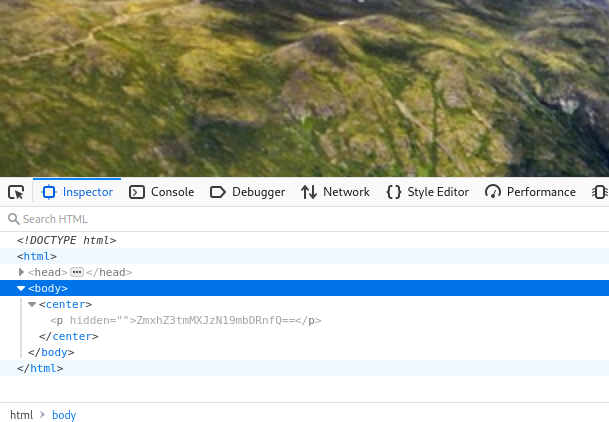 Inspector Console Debugger Network Style Editor Performance
Search HTML
<!DOCTYPE html>
<html>
<head> ••• </head>
<body>
<center>
<p hidden="">ZmxhZ3tmMXJzN19mbDRnfQ==</p>
</center>
</body>
</html>
html > body